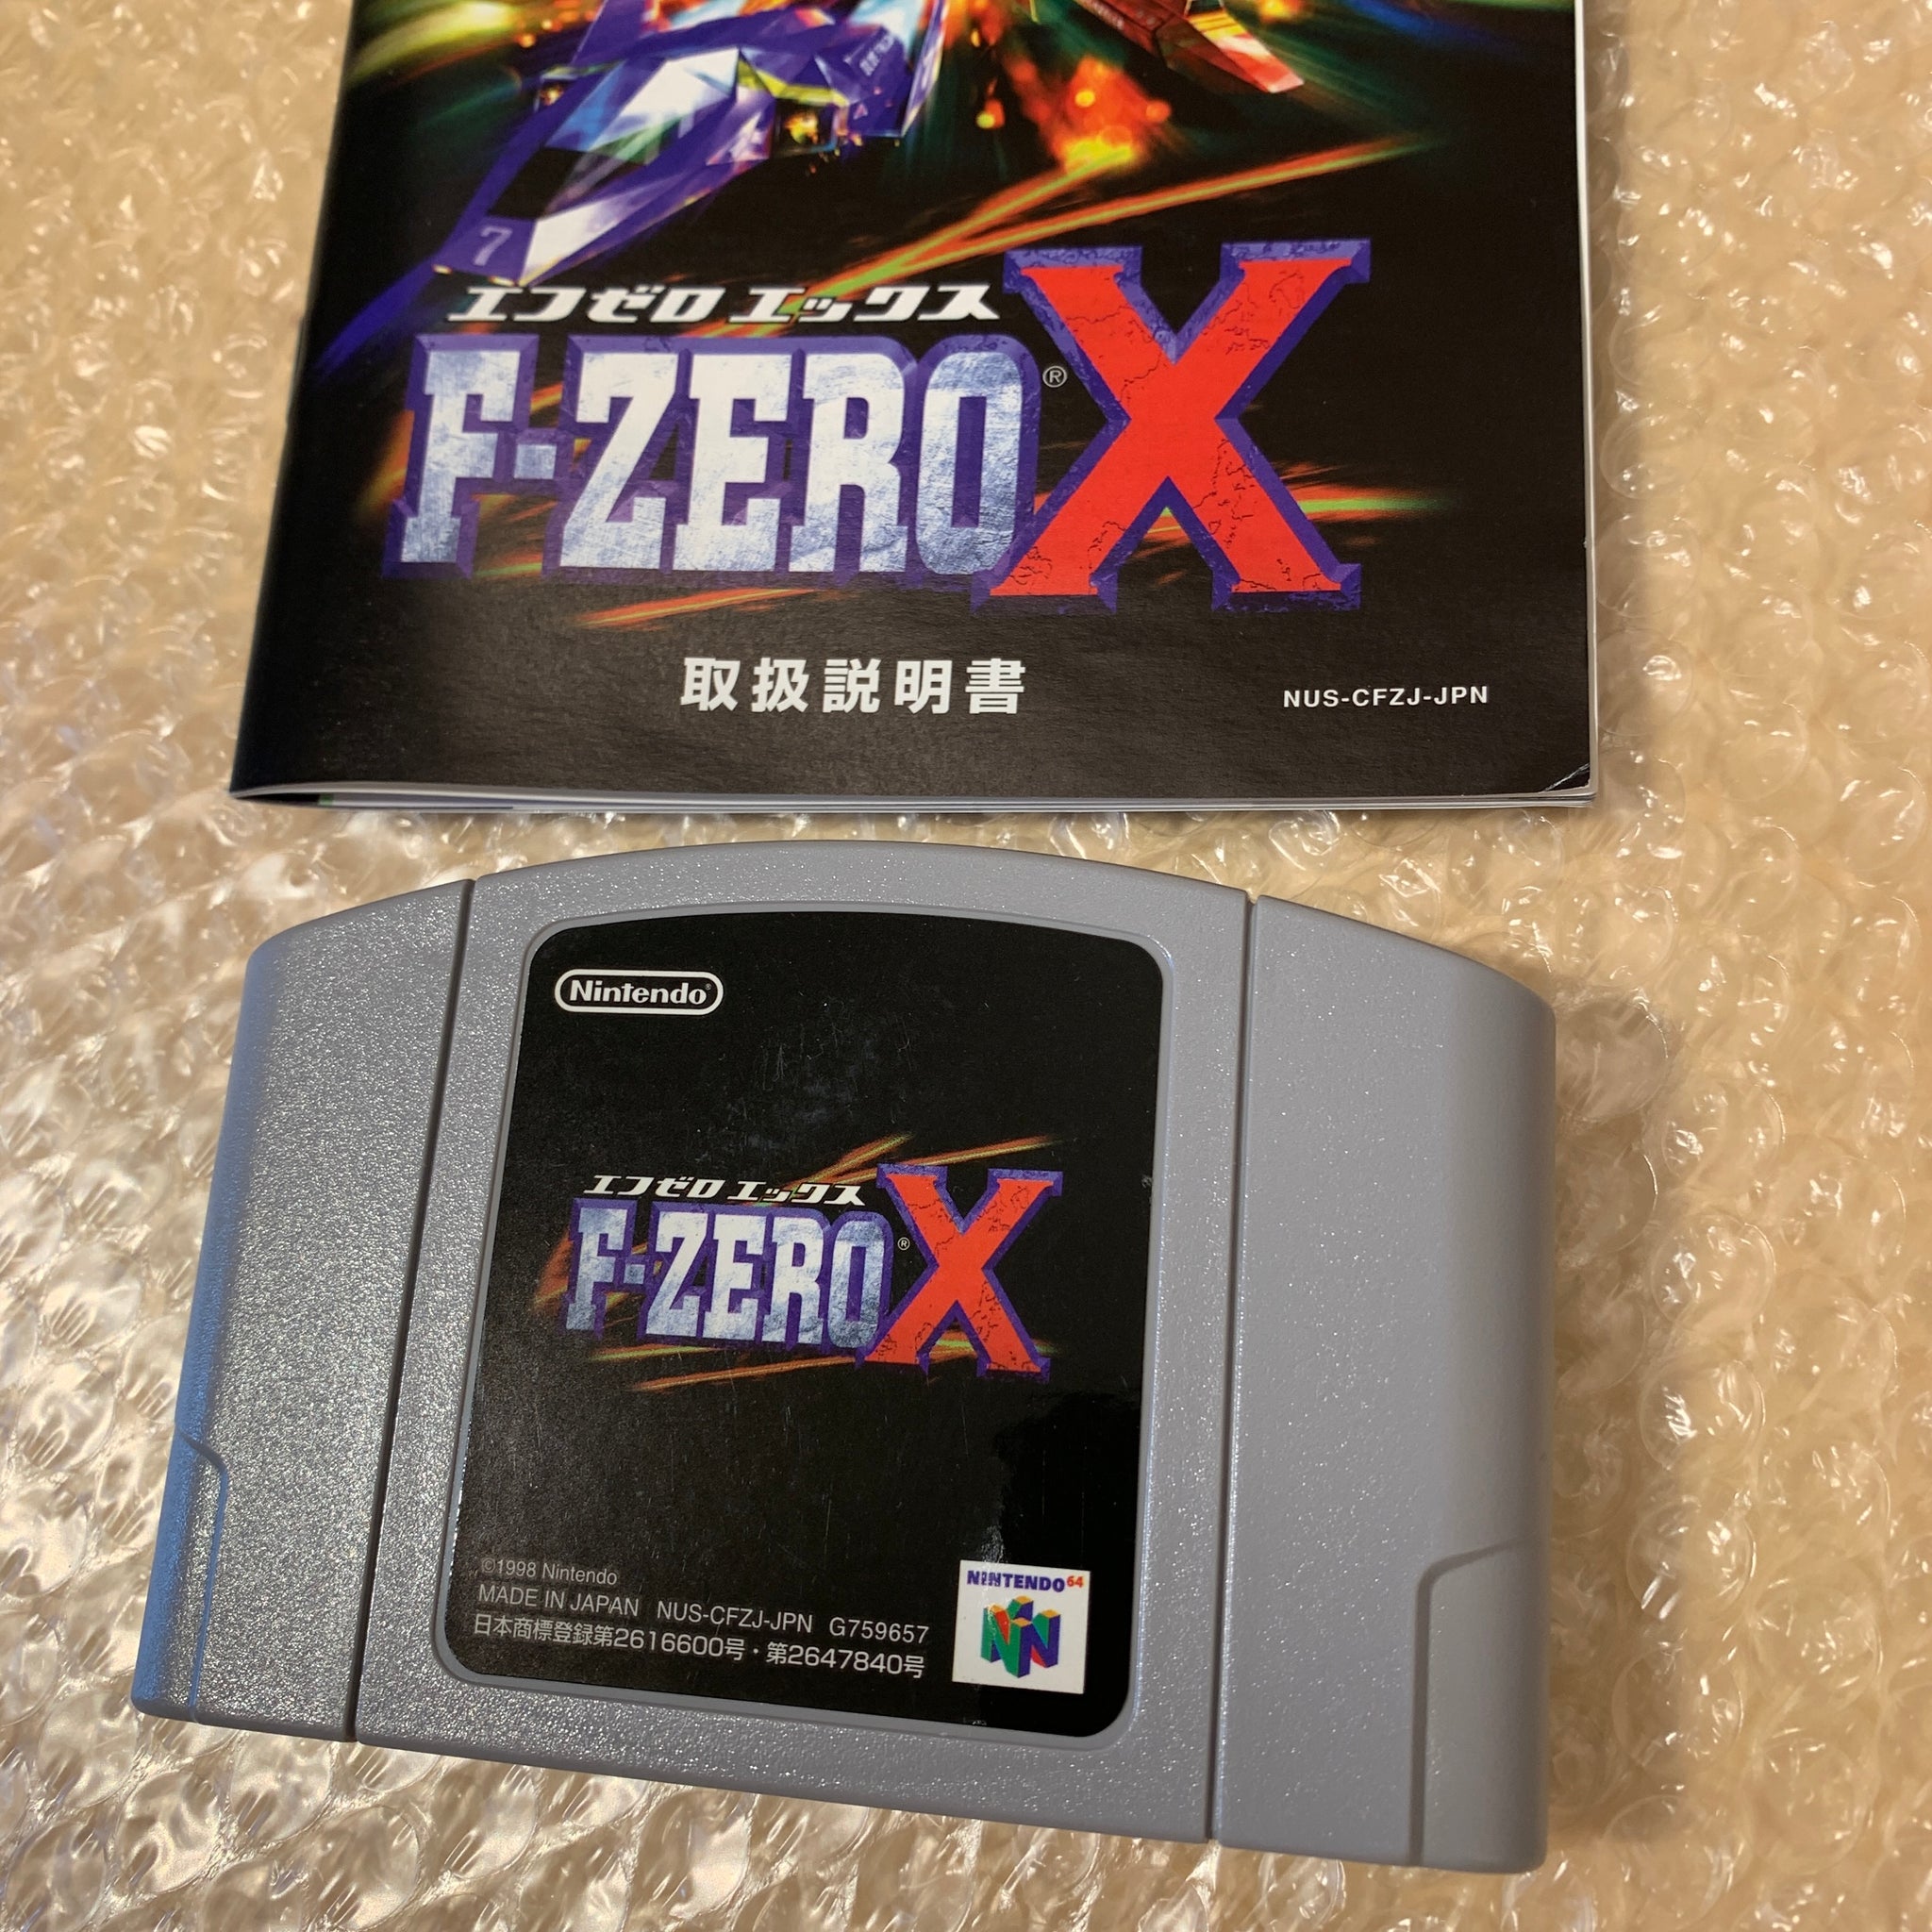 7
エフゼロ エックス
F-ZERO® X
取扱説明書
NUS-CFZJ-JPN
Nintendo®
エフゼロ エックス
F-ZERO® X
©1998 Nintendo
MADE IN JAPAN NUS-CFZJ-JPN G759657
日本商標登録第2616600号・第2647840号
NINTENDO64